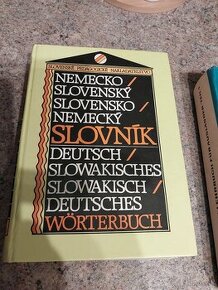 SLOVENSKÉ PEDAGOGICKÉ NAKLADATEĽSTVO
NEMECKO/
SLOVENSKÝ
SLOVENSKO/
NEMECKÝ
SLOVNÍK
DEUTSCH/
SLOWAKISCHES
SLOWAKISCH/
DEUTSCHES
WÖRTERBUCH